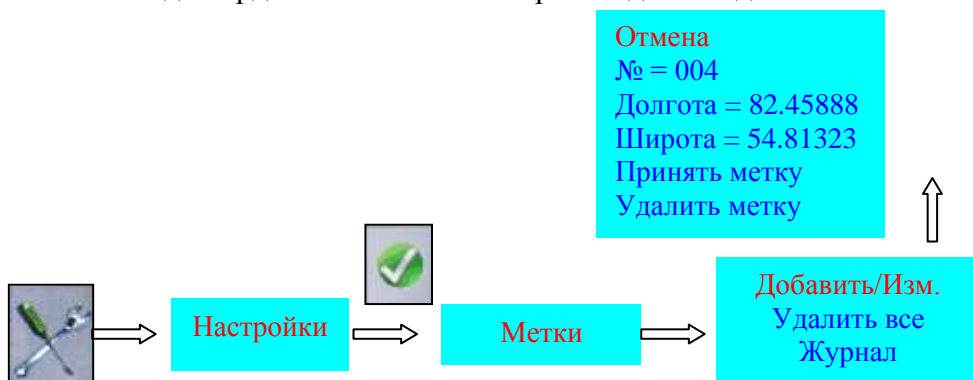 Отмена
№ = 004
Долгота = 82.45888
Широта = 54.81323
Принять метку
Удалить метку
Настройки
Метки
Добавить/Изм.
Удалить все
Журнал